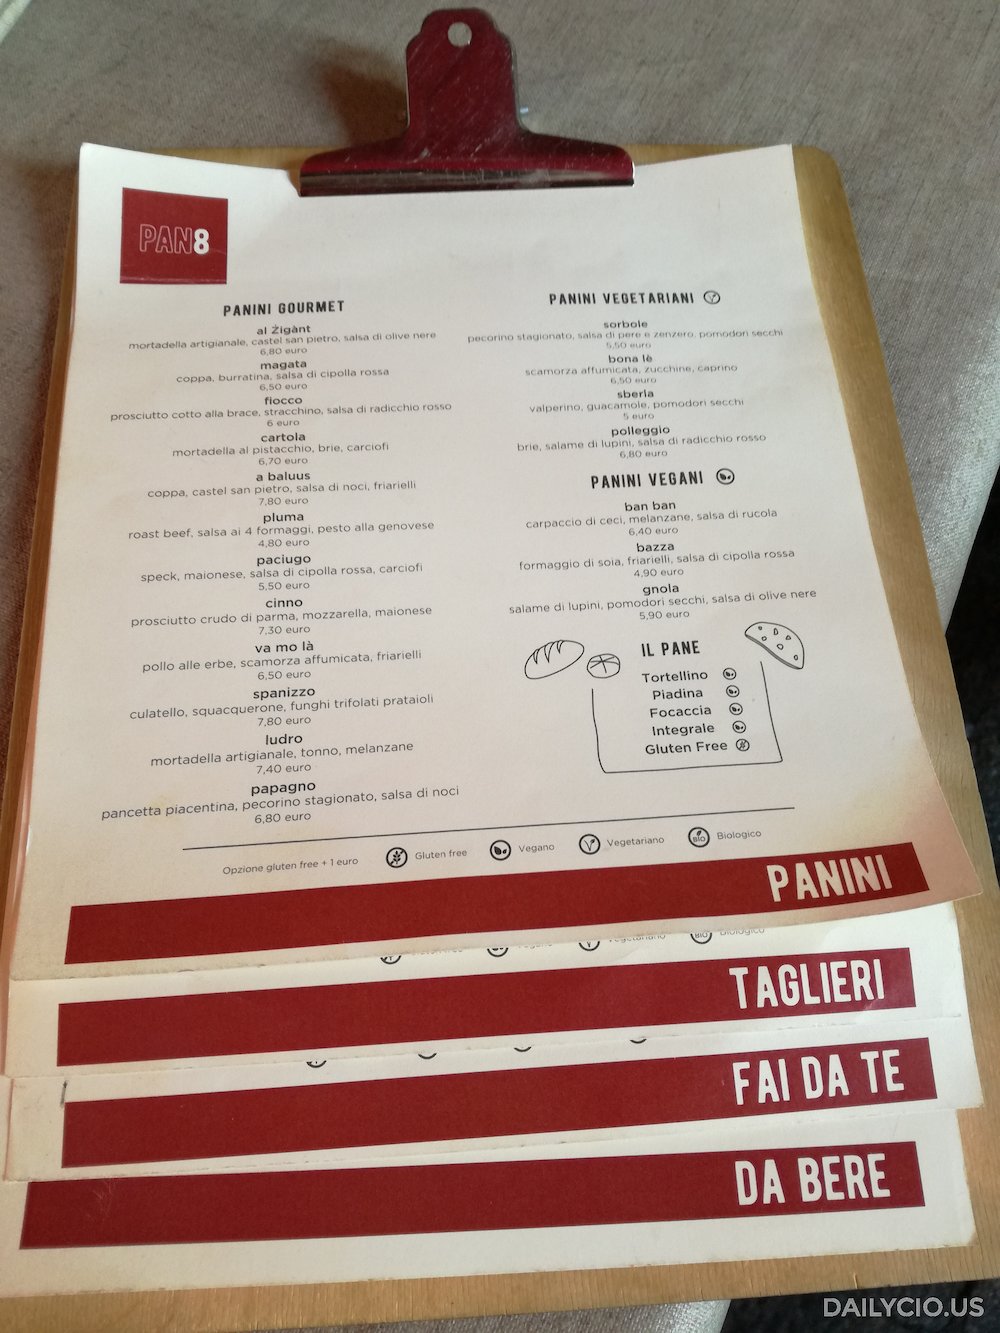 PAN8
PANINI GOURMET
al Żigànt
mortadella artigianale, castel san pietro, salsa di olive nere
6,80 euro
magata
coppa, burratina, salsa di cipolla rossa
6,50 euro
fiocco
prosciutto cotto alla brace, stracchino, salsa di radicchio rosso
6 euro
cartola
mortadella al pistacchio, brie, carciofi
6,70 euro
a baluus
coppa, castel san pietro, salsa di noci, friarielli
7,80 euro
pluma
roast beef, salsa ai 4 formaggi, pesto alla genovese
4,80 euro
paciugo
speck, maionese, salsa di cipolla rossa, carciofi
5,50 euro
cinno
prosciutto crudo di parma, mozzarella, maionese
7,30 euro
va mo là
pollo alle erbe, scamorza affumicata, friarielli
6,50 euro
spanizzo
culatello, squacquerone, funghi trifolati prataioli
7,80 euro
ludro
mortadella artigianale, tonno, melanzane
7,40 euro
papagno
pancetta piacentina, pecorino stagionato, salsa di noci
6,80 euro
PANINI VEGETARIANI
sorbole
pecorino stagionato, salsa di pere e zenzero, pomodori secchi
5,50 euro
bona lè
scamorza affumicata, zucchine, caprino
6,50 euro
sberla
valperino, guacamole, pomodori secchi
5 euro
polleggio
brie, salame di lupini, salsa di radicchio rosso
6,80 euro
PANINI VEGANI
ban ban
carpaccio di ceci, melanzane, salsa di rucola
6,40 euro
bazza
formaggio di soia, friarielli, salsa di cipolla rossa
4,90 euro
gnola
salame di lupini, pomodori secchi, salsa di olive nere
5,90 euro
IL PANE
Tortellino
Piadina
Focaccia
Integrale
Gluten Free
Opzione gluten free + 1 euro Gluten free Vegano Vegetariano BIO Biologico
PANINI
Gluten free Vegano Vegetariano BIO Biologico
TAGLIERI
FAI DA TE
DA BERE
DAILYCIO.US